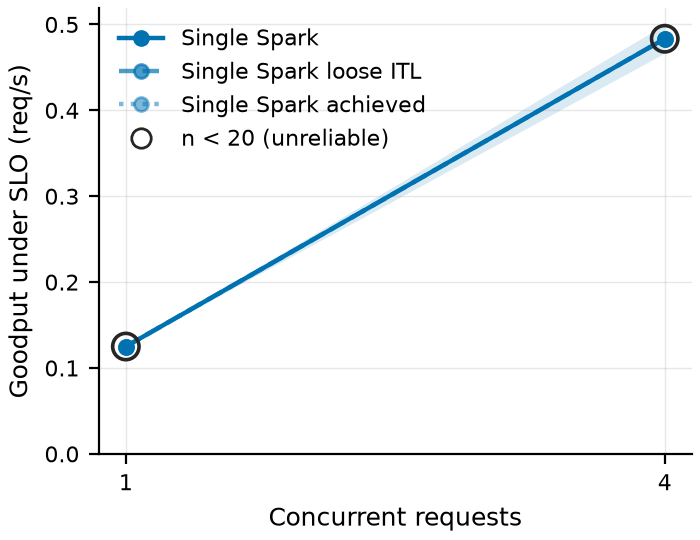 0.5
0.4
0.3
0.2
0.1
0.0
Goodput under SLO (req/s)
Single Spark
Single Spark loose ITL
Single Spark achieved
n < 20 (unreliable)
1
4
Concurrent requests